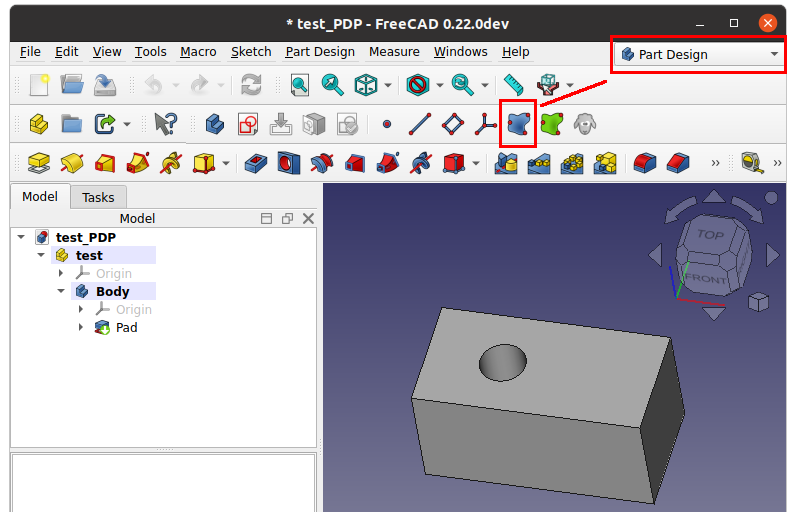 * test_PDP - FreeCAD 0.22.0dev
File Edit View Tools Macro Sketch Part Design Measure Windows Help
Part Design
Model Tasks
Model
test_PDP
test
Origin
Body
Origin
Pad
TOP
FRONT